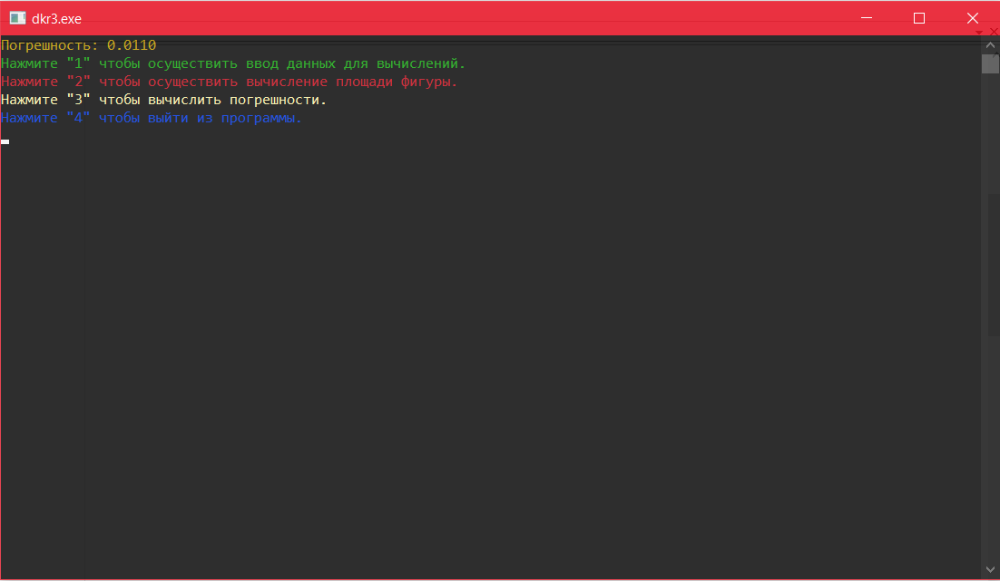 dkr3.exe
Погрешность: 0.0110
Нажмите "1" чтобы осуществить ввод данных для вычислений.
Нажмите "2" чтобы осуществить вычисление площади фигуры.
Нажмите "3" чтобы вычислить погрешности.
Нажмите "4" чтобы выйти из программы.